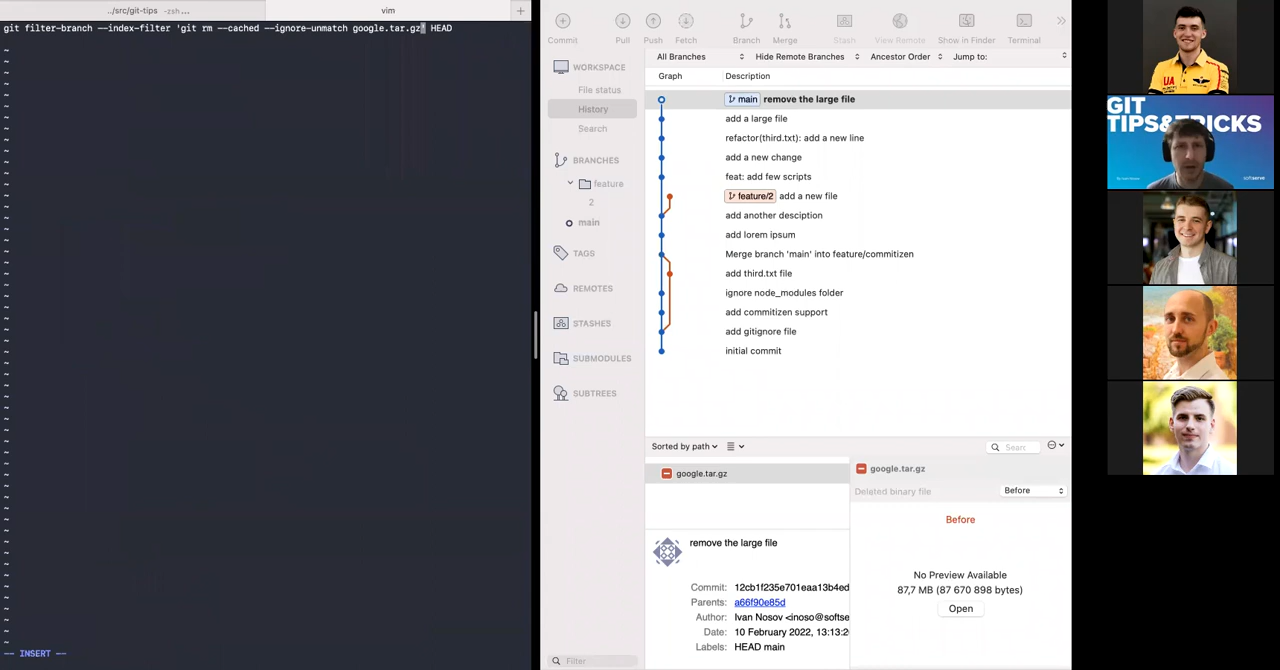 ../src/git-tips -zsh...
vim
+
git filter-branch --index-filter 'git rm --cached --ignore-unmatch google.tar.gz' HEAD
-- INSERT --
Commit
Pull
Push
Fetch
Branch
Merge
Stash
View Remote
Show in Finder
Terminal
All Branches
Hide Remote Branches
Ancestor Order
Jump to:
WORKSPACE
File status
History
Search
BRANCHES
feature
2
main
TAGS
REMOTES
STASHES
SUBMODULES
SUBTREES
Filter
Graph
Description
main remove the large file
add a large file
refactor(third.txt): add a new line
add a new change
feat: add few scripts
feature/2 add a new file
add another desciption
add lorem ipsum
Merge branch 'main' into feature/commitizen
add third.txt file
ignore node_modules folder
add commitizen support
add gitignore file
initial commit
Sorted by path
Searc
google.tar.gz
google.tar.gz
Deleted binary file
Before
Before
No Preview Available
87,7 MB (87 670 898 bytes)
Open
remove the large file
Commit: 12cb1f235e701eaa13b4ed
Parents: a66f90e85d
Author: Ivan Nosov <inoso@softse
Date: 10 February 2022, 13:13:2
Labels: HEAD main
GIT
TIPS&TRICKS
softserve